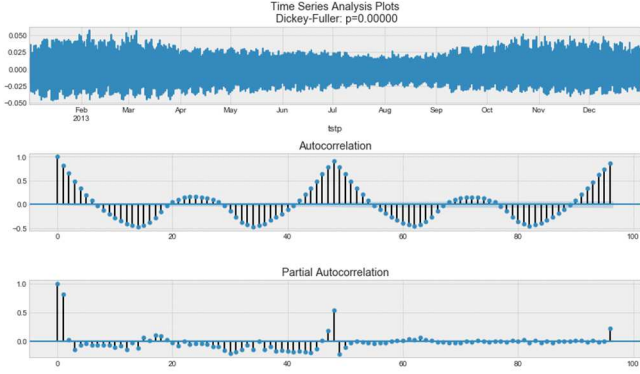 Time Series Analysis Plots
Dickey-Fuller: p=0.00000
0.050
0.025
0.000
−0.025
−0.050
Feb Mar Apr May Jun Jul Aug Sep Oct Nov Dec
2013
tstp
Autocorrelation
1.0
0.5
0.0
−0.5
0 20 40 60 80 100
Partial Autocorrelation
1.0
0.5
0.0
0 20 40 60 80 100